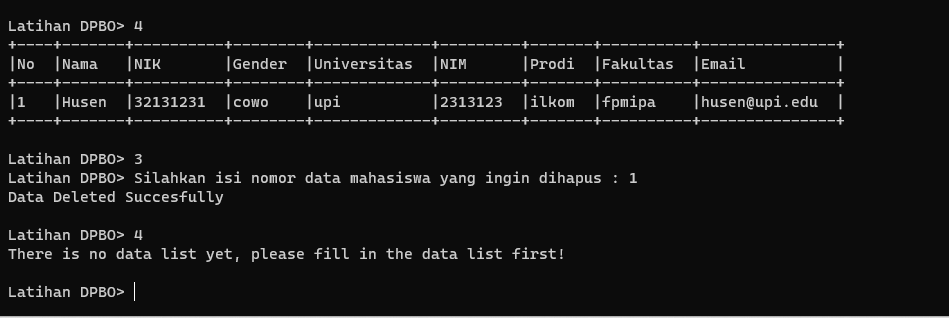 Latihan DPBO> 4
+----+-------+----------+--------+-------------+---------+-------+----------+---------------+
|No  |Nama   |NIK       |Gender  |Universitas  |NIM      |Prodi  |Fakultas  |Email          |
+----+-------+----------+--------+-------------+---------+-------+----------+---------------+
|1   |Husen  |32131231  |cowo    |upi          |2313123  |ilkom  |fpmipa    |husen@upi.edu  |
+----+-------+----------+--------+-------------+---------+-------+----------+---------------+
Latihan DPBO> 3
Latihan DPBO> Silahkan isi nomor data mahasiswa yang ingin dihapus : 1
Data Deleted Succesfully
Latihan DPBO> 4
There is no data list yet, please fill in the data list first!
Latihan DPBO>